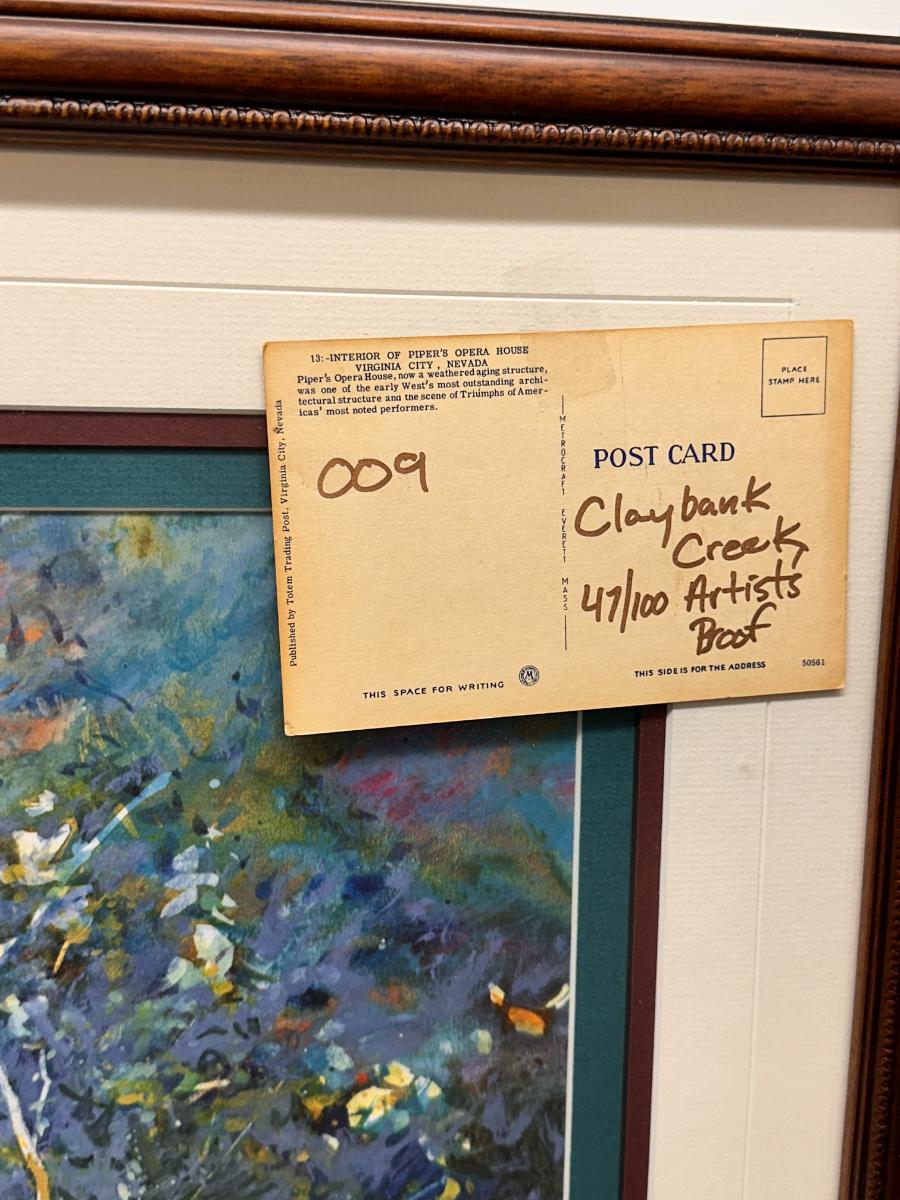 13:-INTERIOR OF PIPER'S OPERA HOUSE
VIRGINIA CITY, NEVADA
Piper's Opera House, now a weathered aging structure,
was one of the early West's most outstanding archi-
tectural structure and the scene of Triumphs of Amer-
icas' most noted performers.
Published by Totem Trading Post, Virginia City, Nevada
009
THIS SPACE FOR WRITING
M
METROCRAFT EVERETT MASS
PLACE
STAMP HERE
POST CARD
Claybank
Creek,
47/100 Artists
Proof
THIS SIDE IS FOR THE ADDRESS
50561